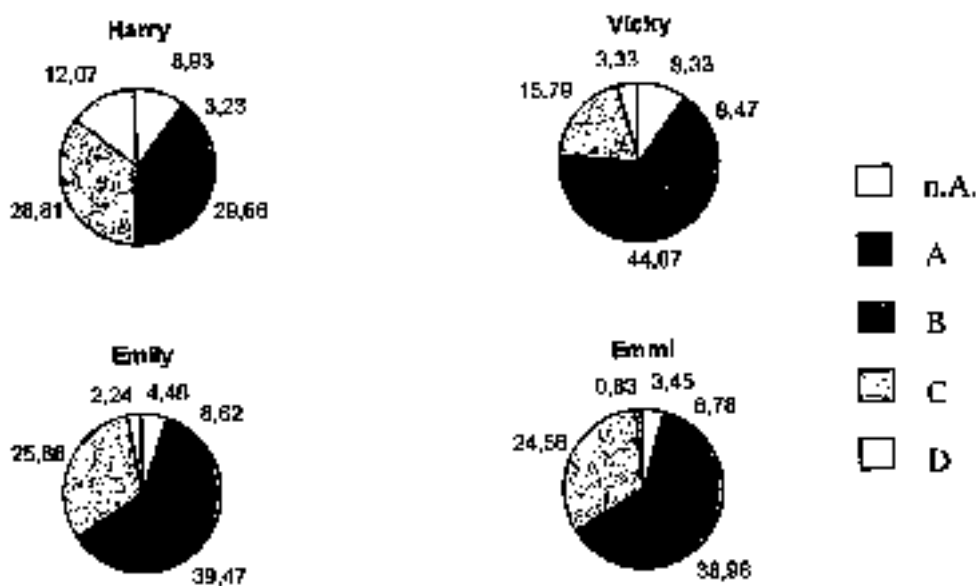 Harry
12,07 8,93
3,23
28,81 29,66
Vicky
3,33 9,33
15,79 8,47
44,07
n.A.
A
B
C
D
Emily
2,24 4,48
8,62
25,86
39,47
Emmi
0,83 3,45
6,78
24,58
38,96